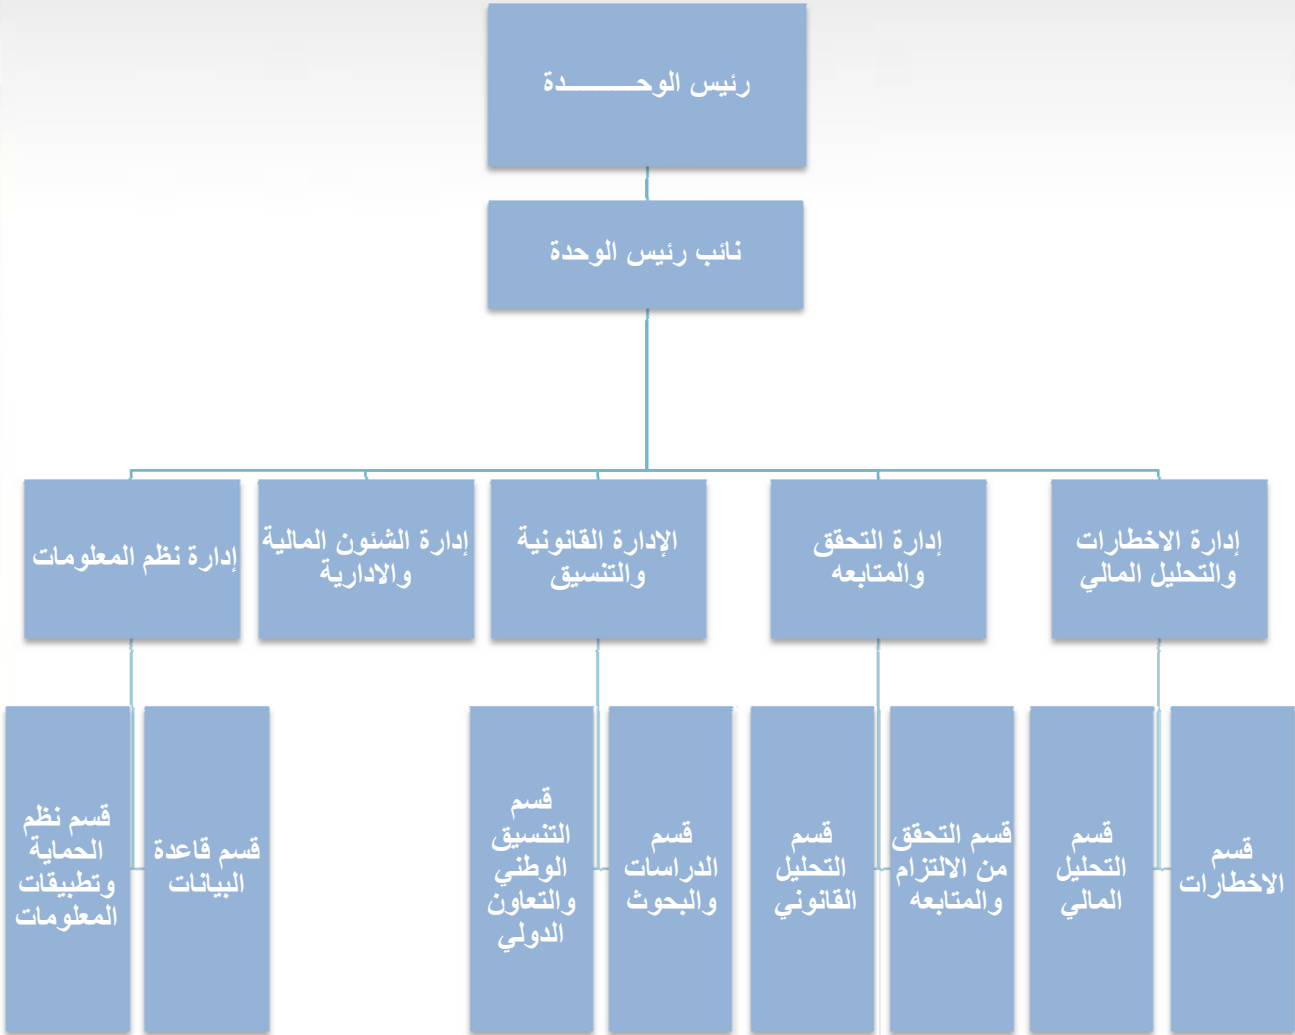 رئيس الوحـــــــــدة
نائب رئيس الوحدة
إدارة الاخطارات
والتحليل المالي
إدارة التحقق
والمتابعه
الإدارة القانونية
والتنسيق
إدارة الشئون المالية
والادارية
إدارة نظم المعلومات
قسم
الاخطارات
قسم
التحليل
المالي
قسم التحقق
من الالتزام
والمتابعه
قسم
التحليل
القانوني
قسم
الدراسات
والبحوث
قسم
التنسيق
الوطني
والتعاون
الدولي
قسم قاعدة
البيانات
قسم نظم
الحماية
وتطبيقات
المعلومات